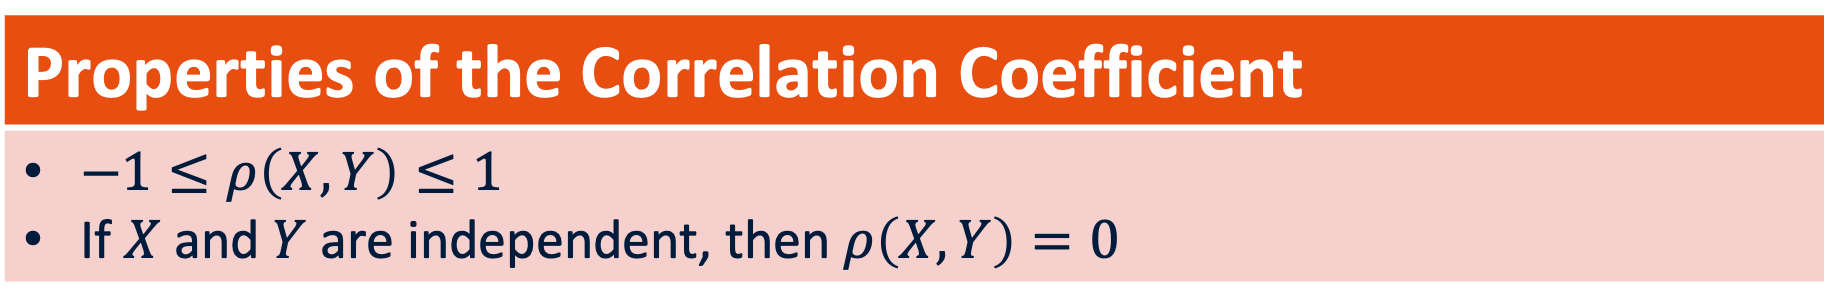 Properties of the Correlation Coefficient
• −1 ≤ ρ(X, Y) ≤ 1
• If X and Y are independent, then ρ(X, Y) = 0